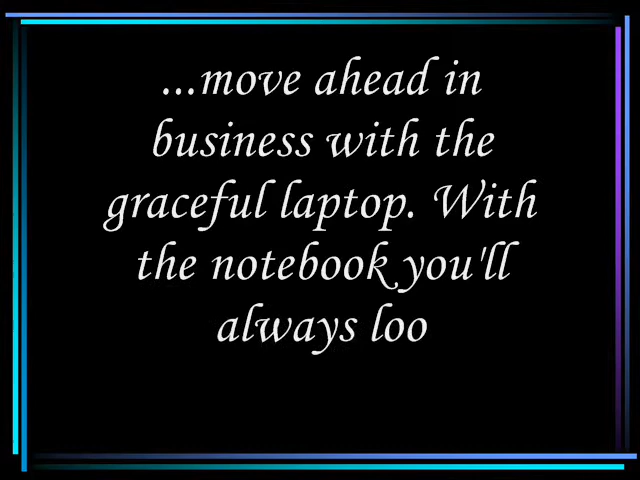 ...move ahead in
business with the
graceful laptop. With
the notebook you'll
always loo